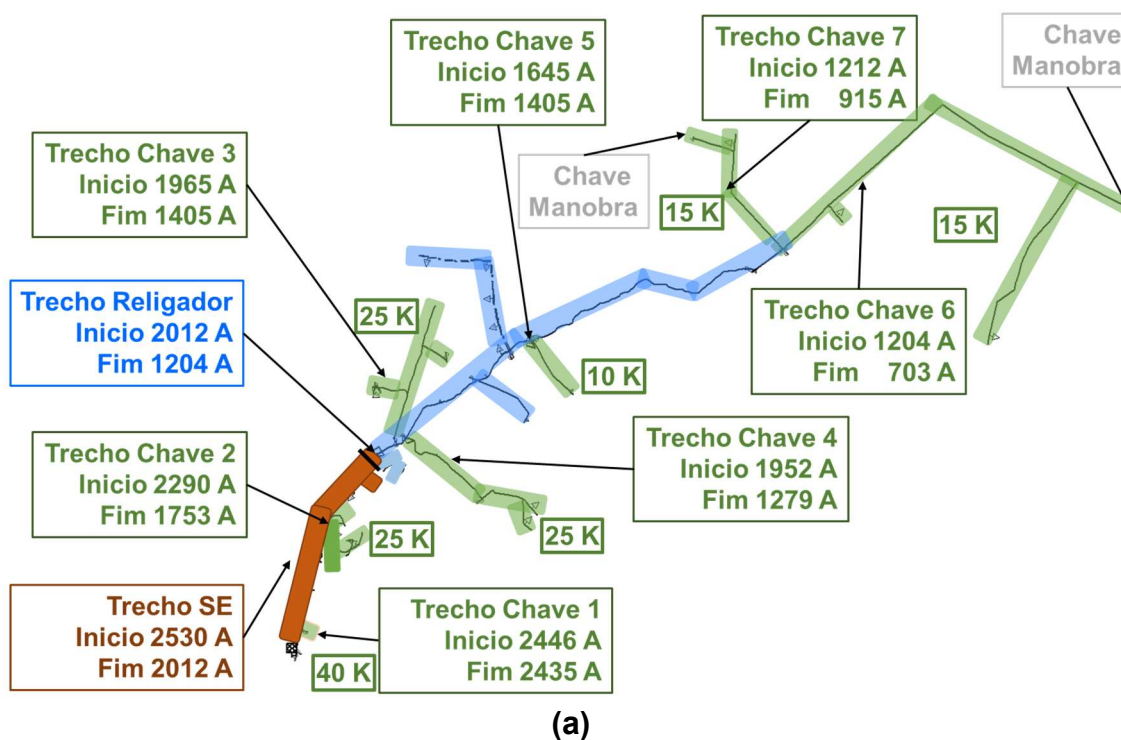 Trecho Chave 5
Inicio 1645 A
Fim 1405 A
Trecho Chave 7
Inicio 1212 A
Fim 915 A
Chave
Manobra
Trecho Chave 3
Inicio 1965 A
Fim 1405 A
Chave
Manobra
15 K
15 K
Trecho Religador
Inicio 2012 A
Fim 1204 A
25 K
Trecho Chave 6
Inicio 1204 A
Fim 703 A
10 K
Trecho Chave 2
Inicio 2290 A
Fim 1753 A
Trecho Chave 4
Inicio 1952 A
Fim 1279 A
25 K
25 K
Trecho SE
Inicio 2530 A
Fim 2012 A
Trecho Chave 1
Inicio 2446 A
Fim 2435 A
40 K
(a)